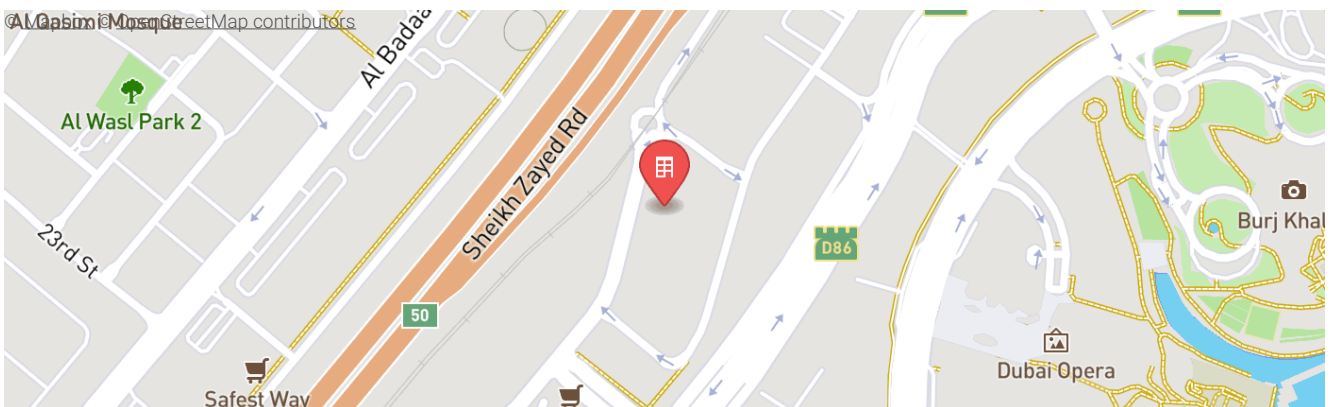 Al Qasimi Mosque
© Mapbox © OpenStreetMap contributors
Al Badaa
Al Wasl Park 2
Sheikh Zayed Rd
23rd St
Burj Khal
D86
50
Dubai Opera
Safest Way